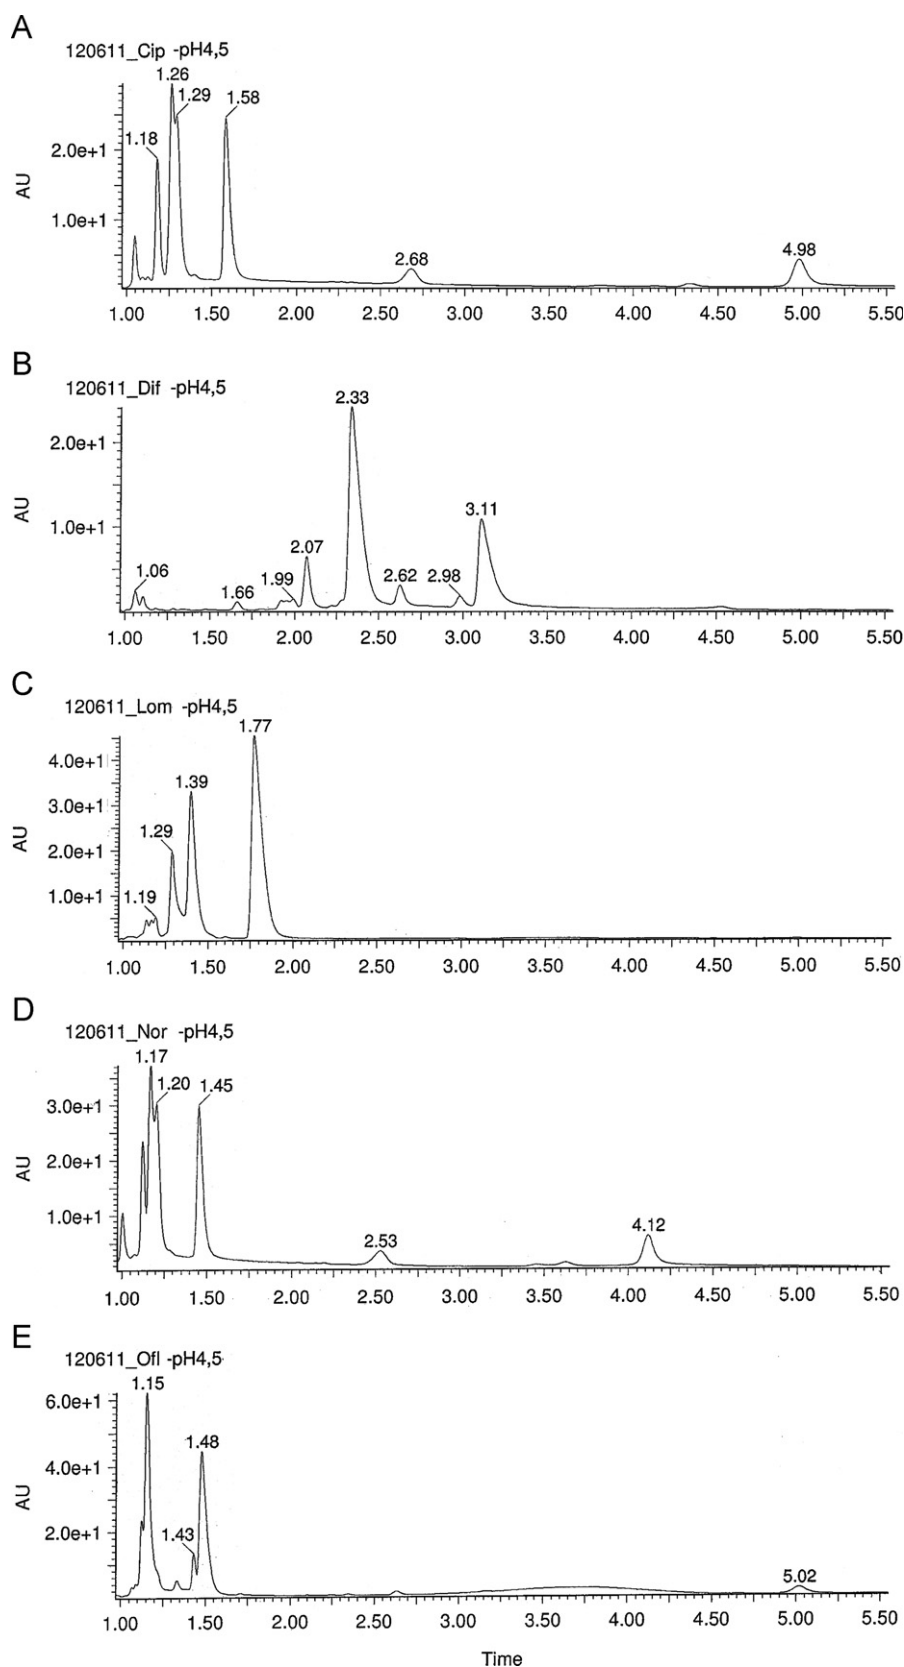 A
120611_Cip -pH4,5
1.26
1.29
1.58
1.18
2.0e+1
AU
1.0e+1
2.68
4.98
1.00 1.50 2.00 2.50 3.00 3.50 4.00 4.50 5.00 5.50
B
120611_Dif -pH4,5
2.33
2.0e+1
AU
1.0e+1
3.11
2.07
1.06
1.99
2.62
2.98
1.66
1.00 1.50 2.00 2.50 3.00 3.50 4.00 4.50 5.00 5.50
C
120611_Lom -pH4,5
1.77
4.0e+1
1.39
3.0e+1
1.29
AU
2.0e+1
1.19
1.0e+1
1.00 1.50 2.00 2.50 3.00 3.50 4.00 4.50 5.00 5.50
D
120611_Nor -pH4,5
1.17
1.20
1.45
3.0e+1
AU
2.0e+1
1.0e+1
2.53
4.12
1.00 1.50 2.00 2.50 3.00 3.50 4.00 4.50 5.00 5.50
E
120611_Ofl -pH4,5
1.15
6.0e+1
1.48
4.0e+1
AU
1.43
2.0e+1
5.02
1.00 1.50 2.00 2.50 3.00 3.50 4.00 4.50 5.00 5.50
Time